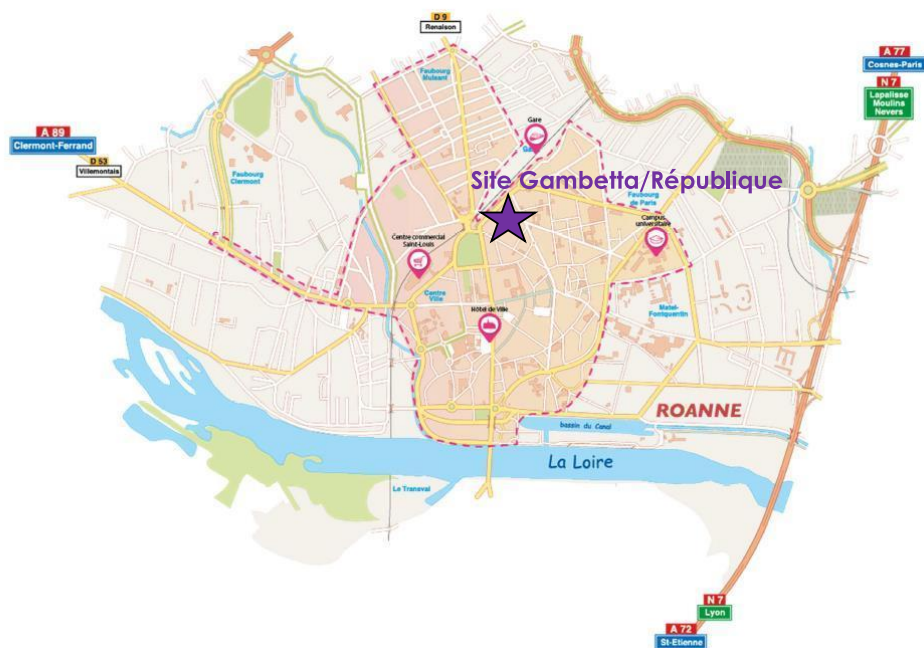 D 9
Renaison
A 77
Cosnes-Paris
N 7
Lapalisse
Moulins
Nevers
Faubourg
Mulsant
A 89
Clermont-Ferrand
D 53
Villemontais
Faubourg
Clermont
Gare
Site Gambetta/République
Faubourg
de Paris
Campus
universitaire
Centre commercial
Saint-Louis
Centre
Ville
Hôtel de Ville
Matel-
Fontquentin
ROANNE
bassin du Canal
La Loire
Le Transval
N 7
Lyon
A 72
St-Etienne